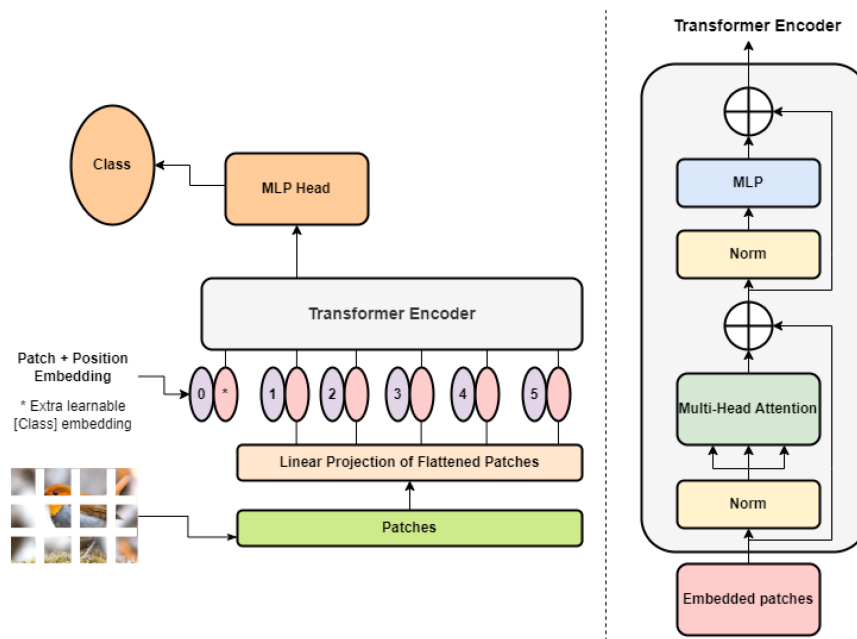 Transformer Encoder
Class
MLP Head
MLP
Norm
Transformer Encoder
Patch + Position
Embedding
* Extra learnable
[Class] embedding
0 * 1 2 3 4 5
Multi-Head Attention
Linear Projection of Flattened Patches
Patches
Norm
Embedded patches